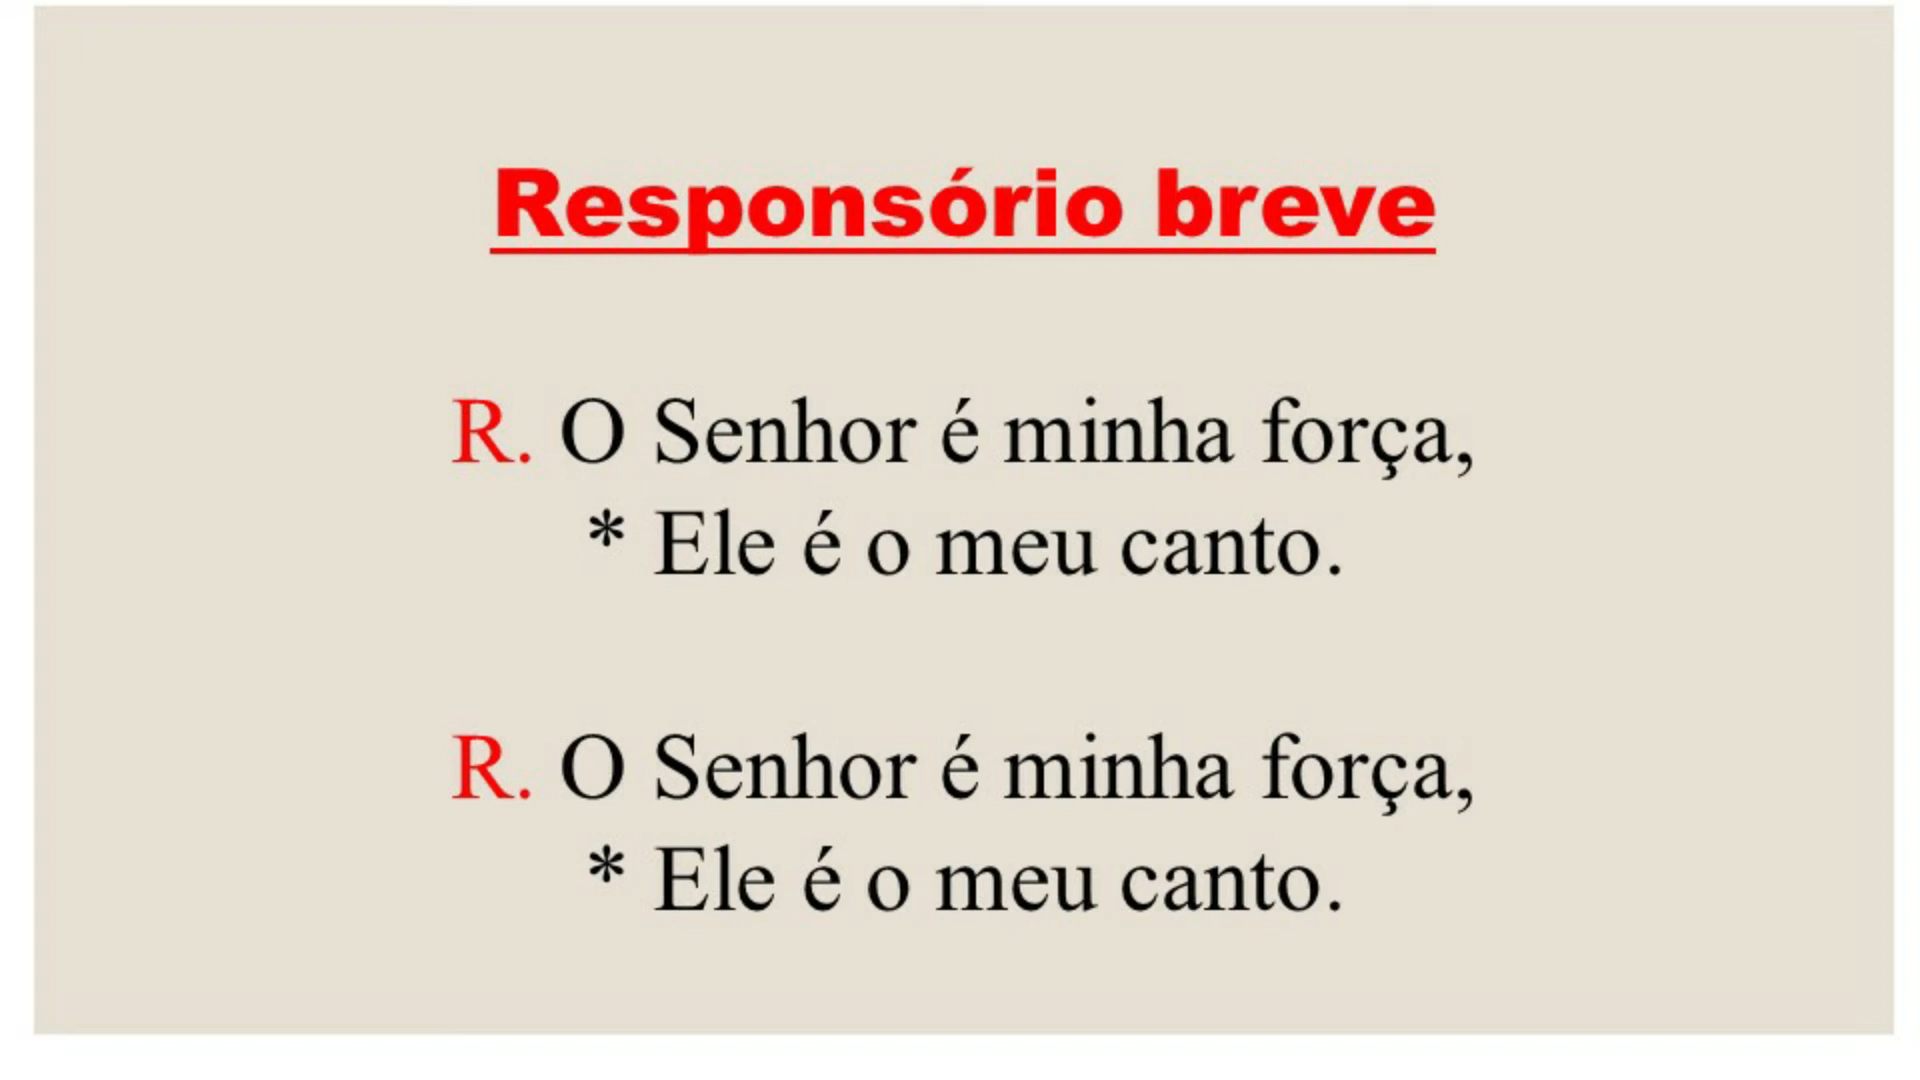 Responsório breve
R. O Senhor é minha força,
* Ele é o meu canto.
R. O Senhor é minha força,
* Ele é o meu canto.